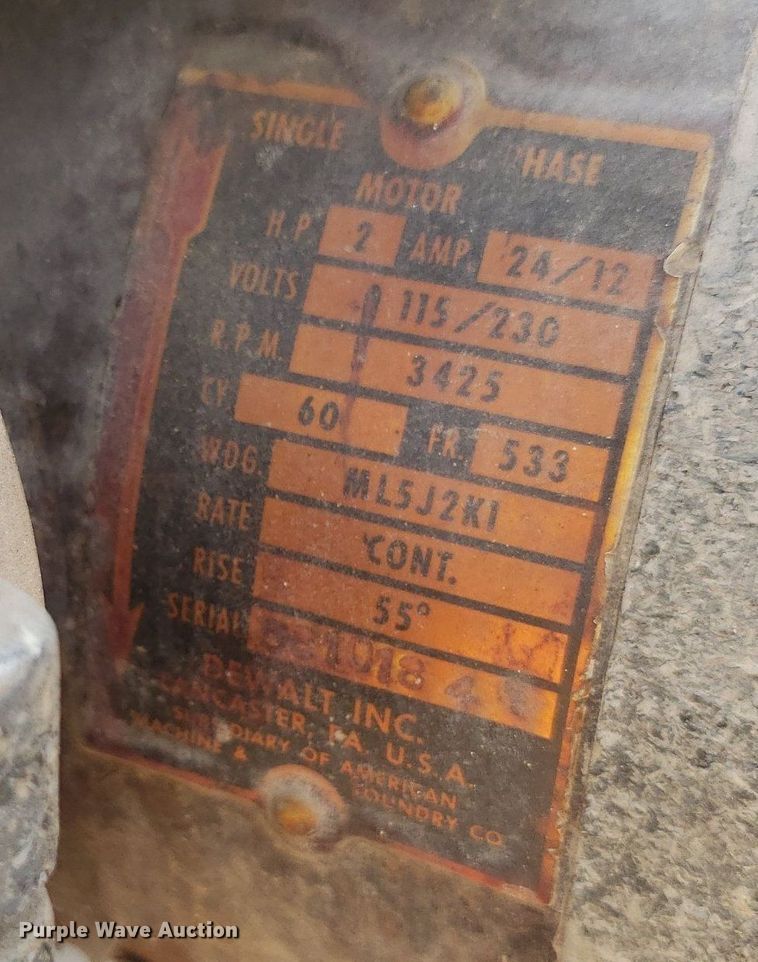 SINGLE PHASE
MOTOR
H.P. 2 AMP 24/12
VOLTS 115/230
R.P.M. 3425
CY 60 FR. 533
WDG. ML5J2K1
RATE CONT.
RISE 55°
SERIAL
DEWALT INC.
LANCASTER, PA. U.S.A.
SUBSIDIARY OF AMERICAN
MACHINE & FOUNDRY CO
Purple Wave Auction